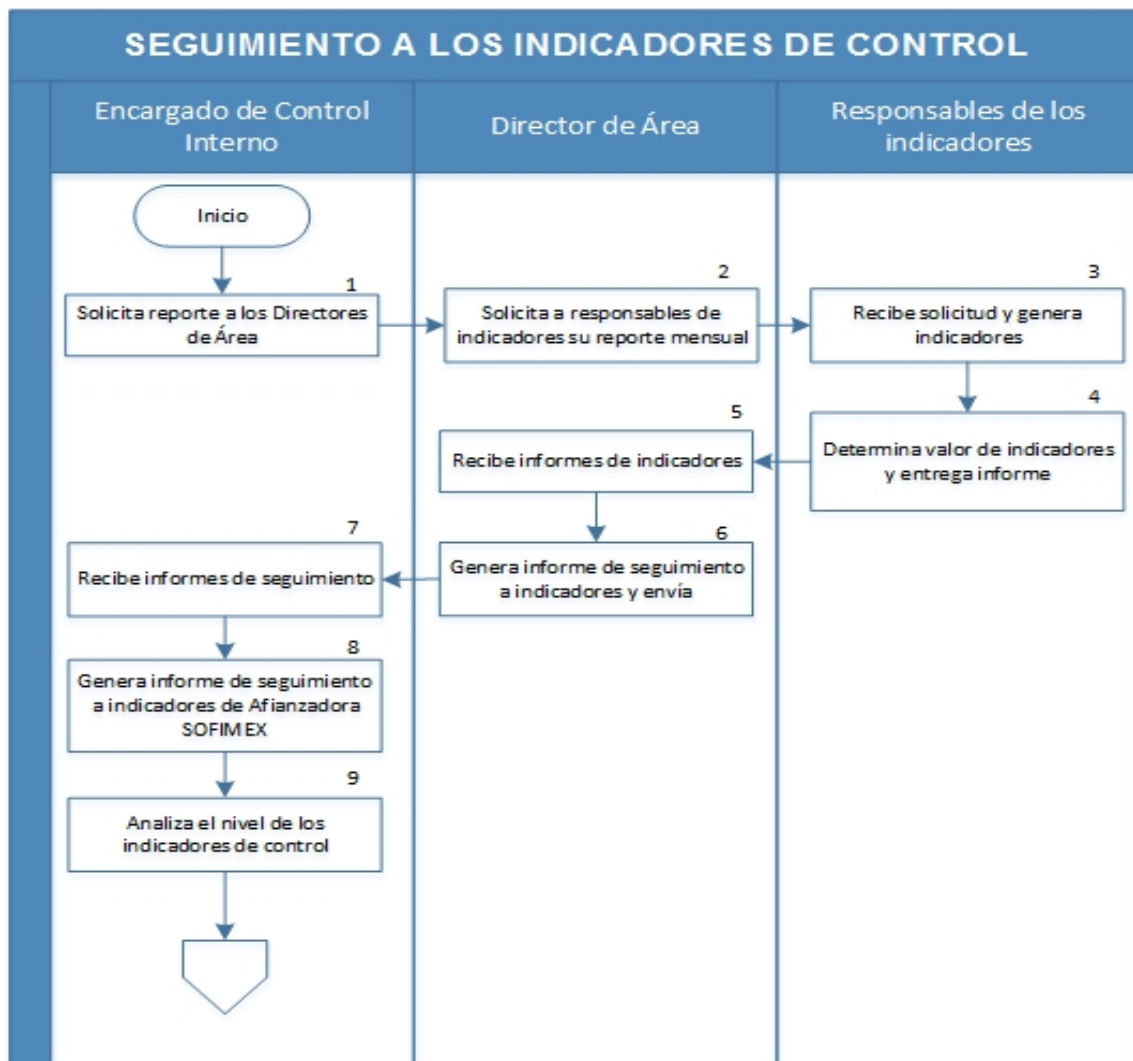 SEGUIMIENTO A LOS INDICADORES DE CONTROL
Encargado de Control
Interno
Director de Área
Responsables de los
indicadores
Inicio
1
Solicita reporte a los Directores
de Área
2
Solicita a responsables de
indicadores su reporte mensual
3
Recibe solicitud y genera
indicadores
4
Determina valor de indicadores
y entrega informe
5
Recibe informes de indicadores
6
Genera informe de seguimiento
a indicadores y envía
7
Recibe informes de seguimiento
8
Genera informe de seguimiento
a indicadores de Afianzadora
SOFIMEX
9
Analiza el nivel de los
indicadores de control